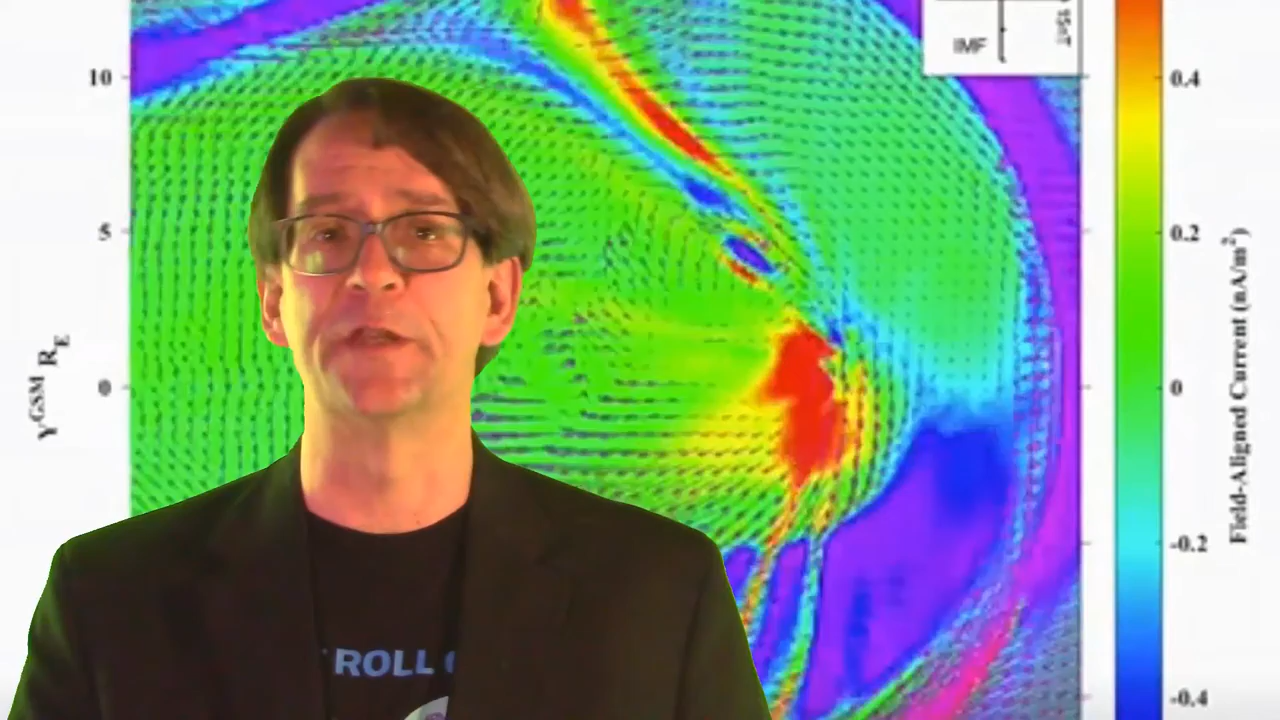 15nT
IMF
10
5
0
Y^GSM R_E
0.4
0.2
0
-0.2
-0.4
Field-Aligned Current (nA/m²)
ROLL